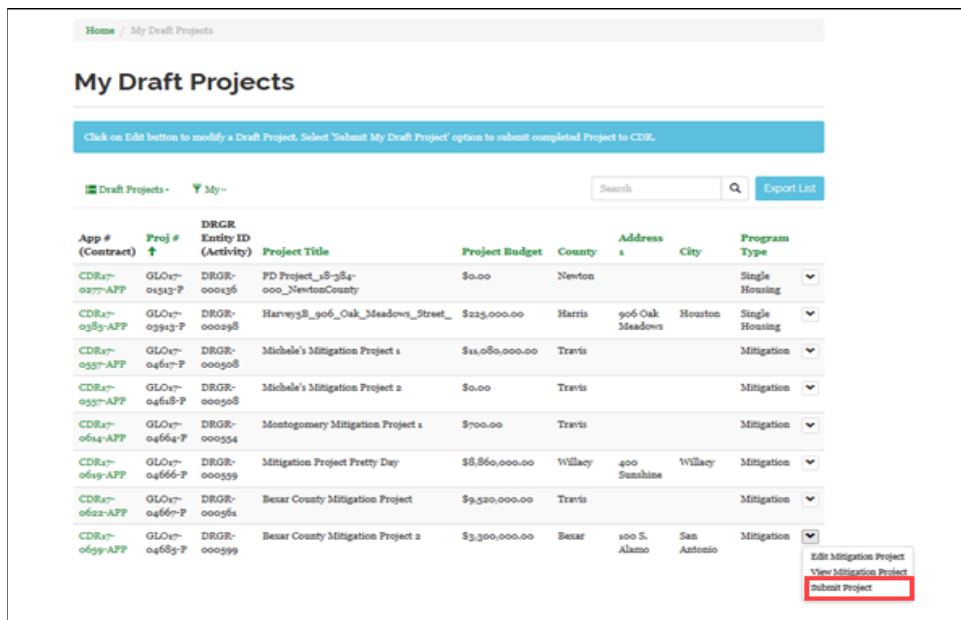 Home / My Draft Projects
My Draft Projects
Click on Edit button to modify a Draft Project. Select 'Submit My Draft Project' option to submit completed Project to CDR.
Draft Projects My
Search
Export List
App # (Contract) Proj # DRGR Entity ID (Activity) Project Title Project Budget County Address 1 City Program Type
CDR17-0277-APP GLO17-01513-P DRGR-000136 PD Project_18-384-000_NewtonCounty $0.00 Newton Single Housing
CDR17-0385-APP GLO17-03913-P DRGR-000298 Harvey5B_906_Oak_Meadows_Street_ $225,000.00 Harris 906 Oak Meadows Houston Single Housing
CDR17-0557-APP GLO17-04617-P DRGR-000508 Michele's Mitigation Project 1 $11,080,000.00 Travis Mitigation
CDR17-0557-APP GLO17-04618-P DRGR-000508 Michele's Mitigation Project 2 $0.00 Travis Mitigation
CDR17-0614-APP GLO17-04664-P DRGR-000554 Montogomery Mitigation Project 1 $700.00 Travis Mitigation
CDR17-0619-APP GLO17-04666-P DRGR-000559 Mitigation Project Pretty Day $8,860,000.00 Willacy 400 Sunshine Willacy Mitigation
CDR17-0622-APP GLO17-04667-P DRGR-000561 Bexar County Mitigation Project $9,520,000.00 Travis Mitigation
CDR17-0659-APP GLO17-04685-P DRGR-000599 Bexar County Mitigation Project 2 $3,300,000.00 Bexar 100 S. Alamo San Antonio Mitigation
Edit Mitigation Project
View Mitigation Project
Submit Project